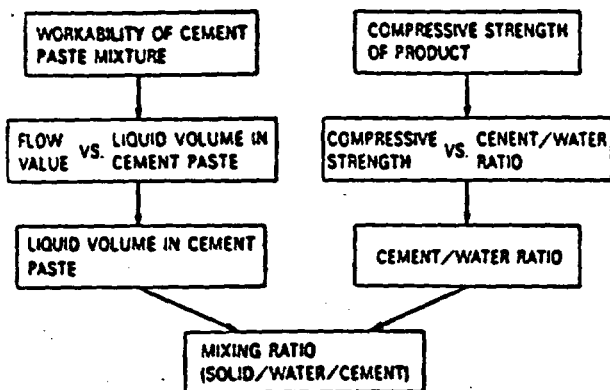 WORKABILITY OF CEMENT
PASTE MIXTURE
COMPRESSIVE STRENGTH
OF PRODUCT
FLOW VALUE VS. LIQUID VOLUME IN CEMENT PASTE
COMPRESSIVE STRENGTH VS. CENENT/WATER RATIO
LIQUID VOLUME IN CEMENT
PASTE
CEMENT/WATER RATIO
MIXING RATIO
(SOLID/WATER/CEMENT)